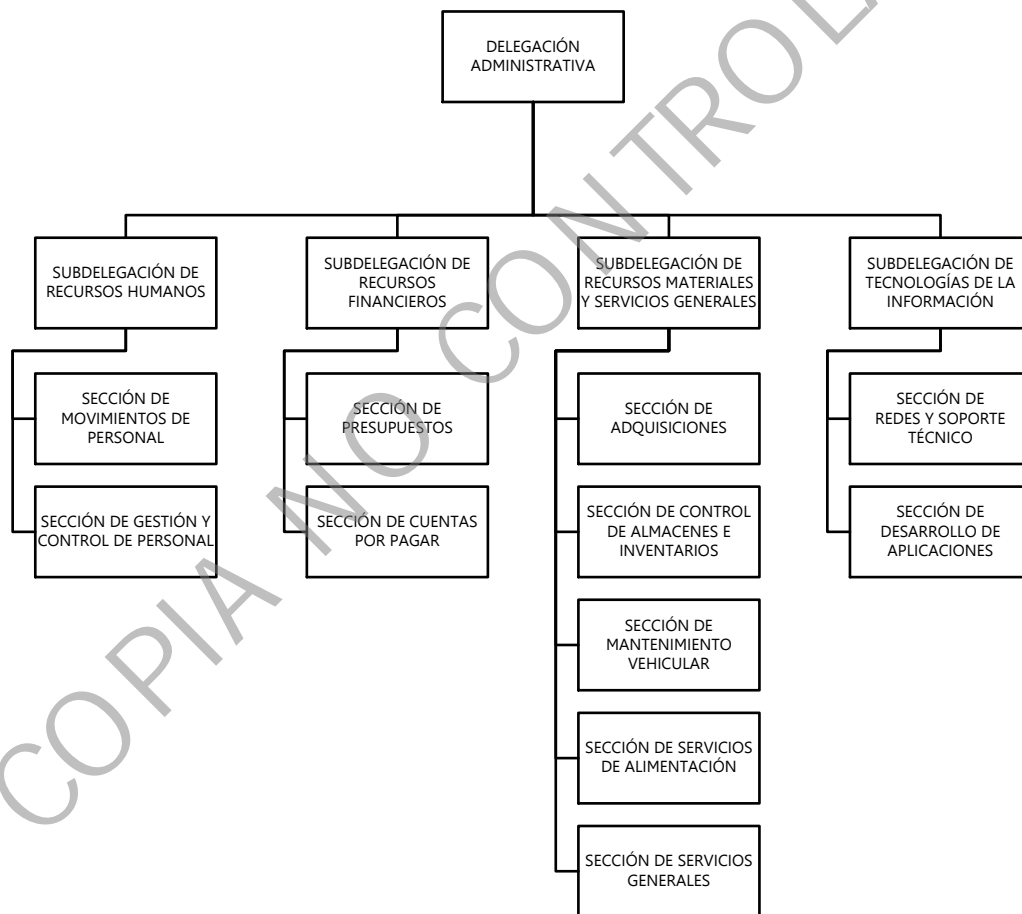 DELEGACIÓN
ADMINISTRATIVA
SUBDELEGACIÓN DE
RECURSOS HUMANOS
SUBDELEGACIÓN DE
RECURSOS
FINANCIEROS
SUBDELEGACIÓN DE
RECURSOS MATERIALES
Y SERVICIOS GENERALES
SUBDELEGACIÓN DE
TECNOLOGÍAS DE LA
INFORMACIÓN
SECCIÓN DE
MOVIMIENTOS DE
PERSONAL
SECCIÓN DE
PRESUPUESTOS
SECCIÓN DE
ADQUISICIONES
SECCIÓN DE
REDES Y SOPORTE
TÉCNICO
SECCIÓN DE GESTIÓN Y
CONTROL DE PERSONAL
SECCIÓN DE CUENTAS
POR PAGAR
SECCIÓN DE CONTROL
DE ALMACENES E
INVENTARIOS
SECCIÓN DE
DESARROLLO DE
APLICACIONES
SECCIÓN DE
MANTENIMIENTO
VEHICULAR
SECCIÓN DE SERVICIOS
DE ALIMENTACIÓN
SECCIÓN DE SERVICIOS
GENERALES
COPIA NO CONTROL